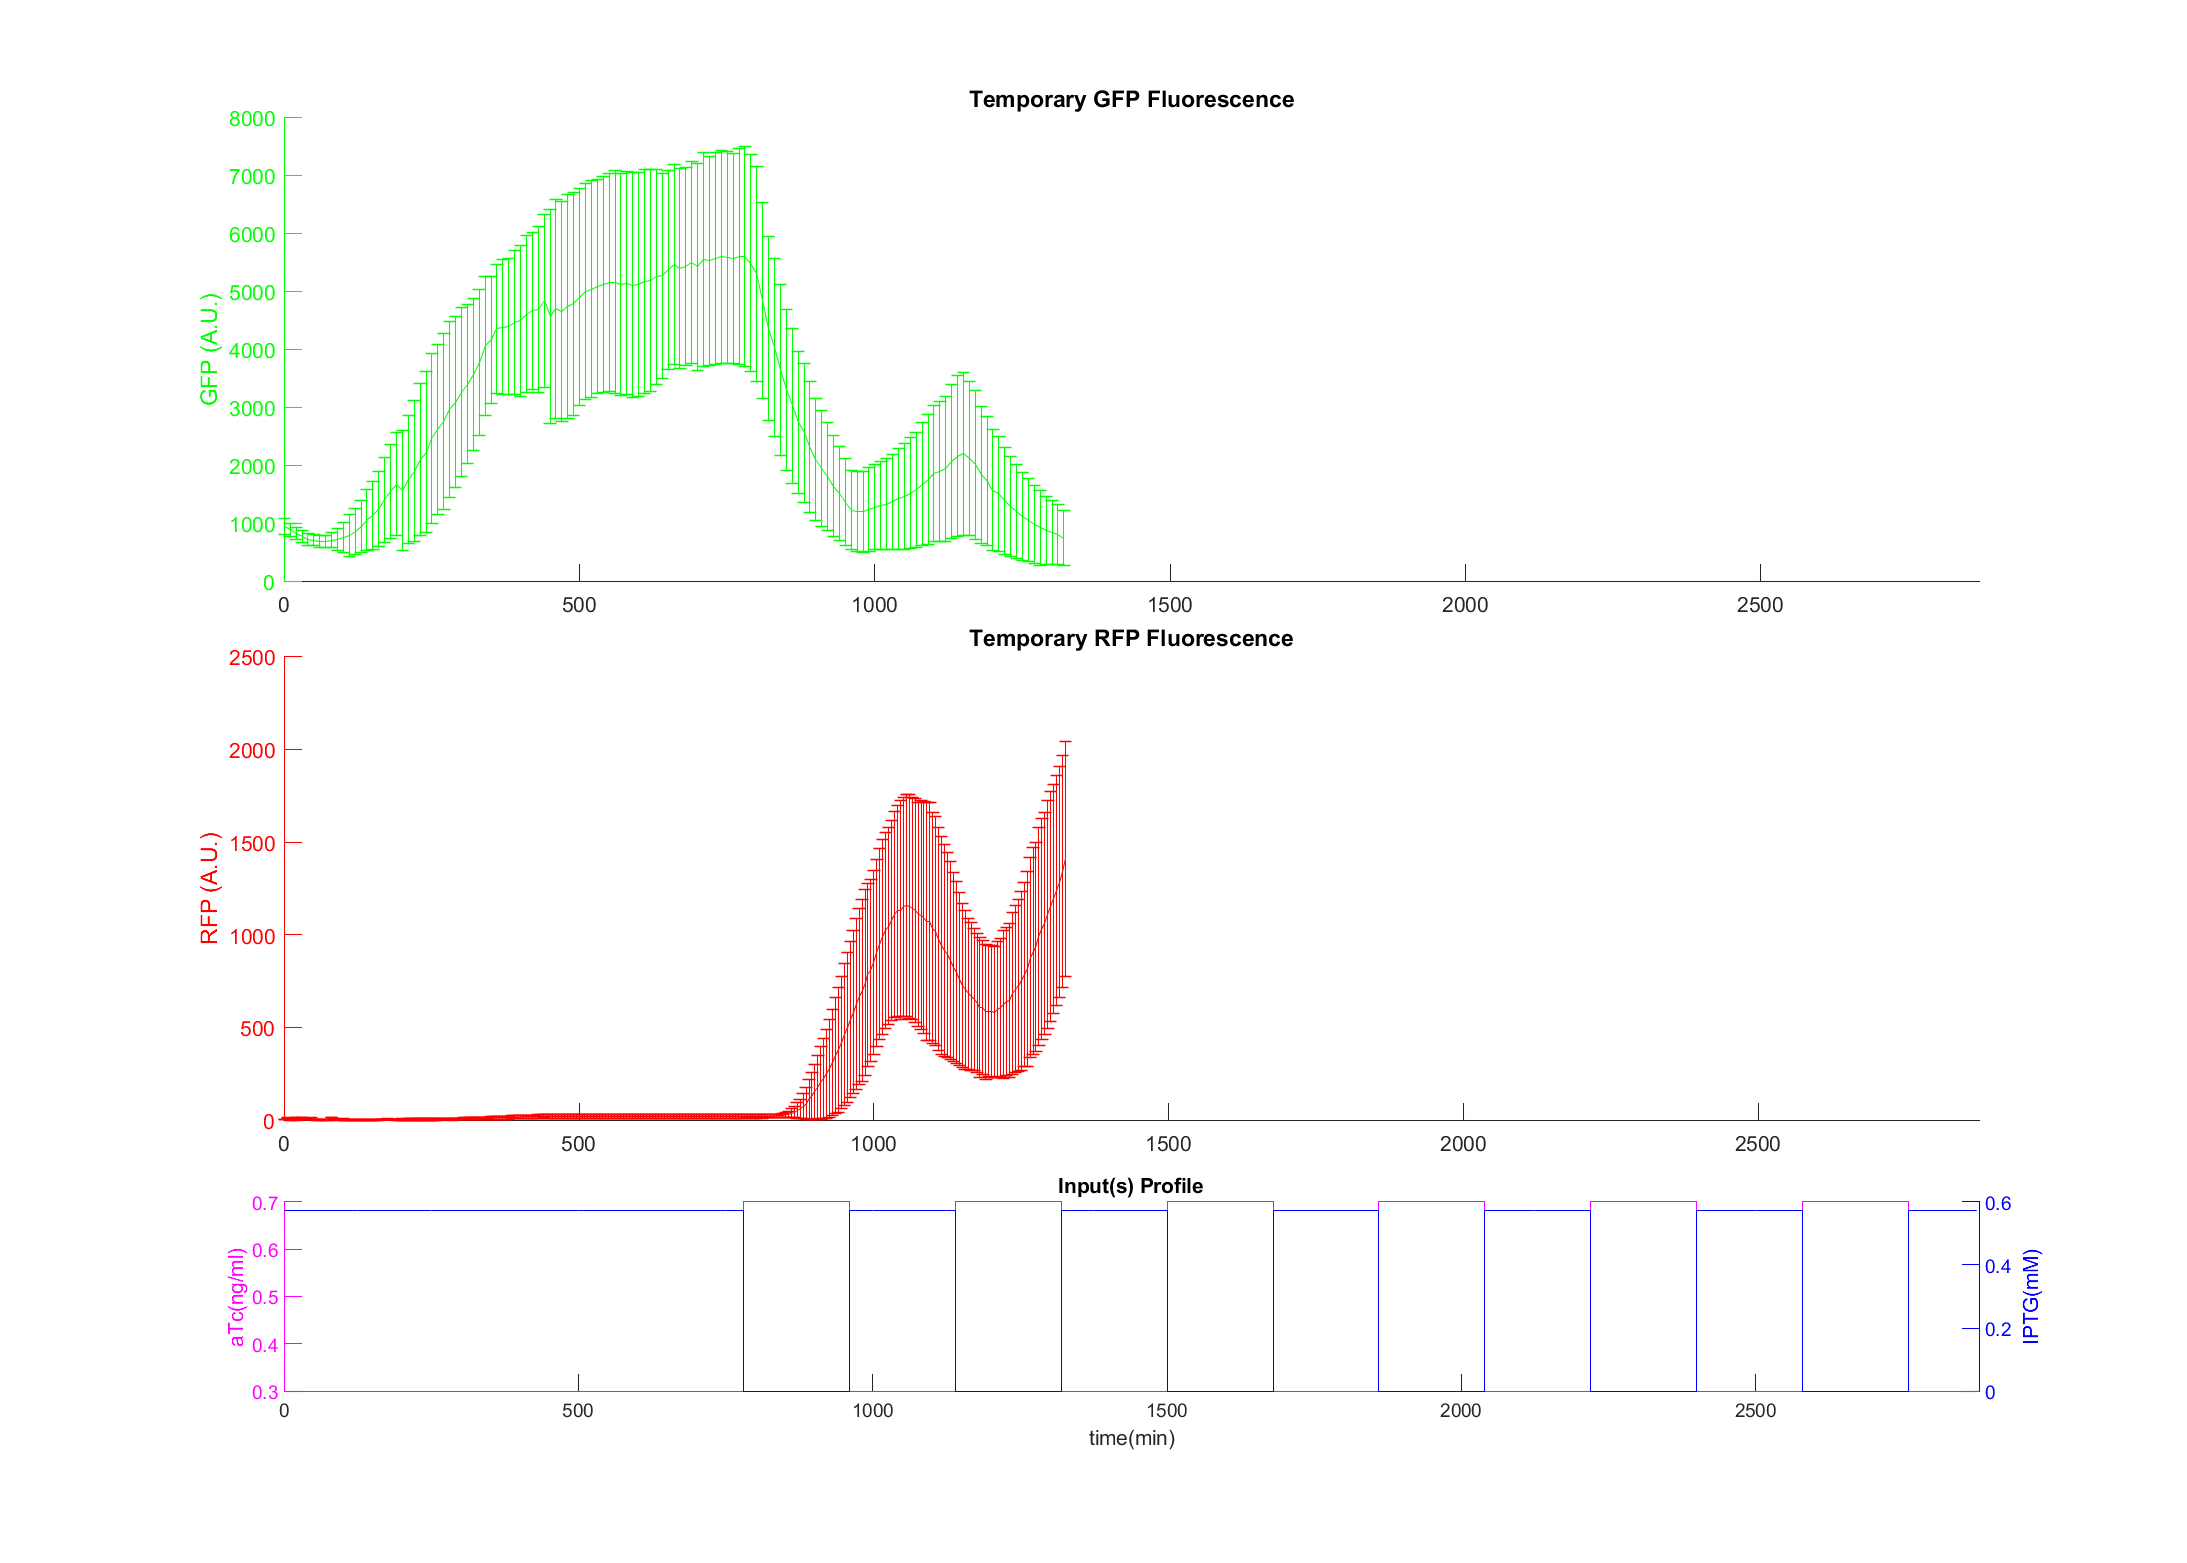 Temporary GFP Fluorescence
8000
7000
6000
5000
4000
3000
2000
1000
0
GFP (A.U.)
0 500 1000 1500 2000 2500
Temporary RFP Fluorescence
2500
2000
1500
1000
500
0
RFP (A.U.)
0 500 1000 1500 2000 2500
Input(s) Profile
0.7
0.6
0.5
0.4
0.3
aTc(ng/ml)
0.6
0.4
0.2
0
IPTG(mM)
0 500 1000 1500 2000 2500
time(min)